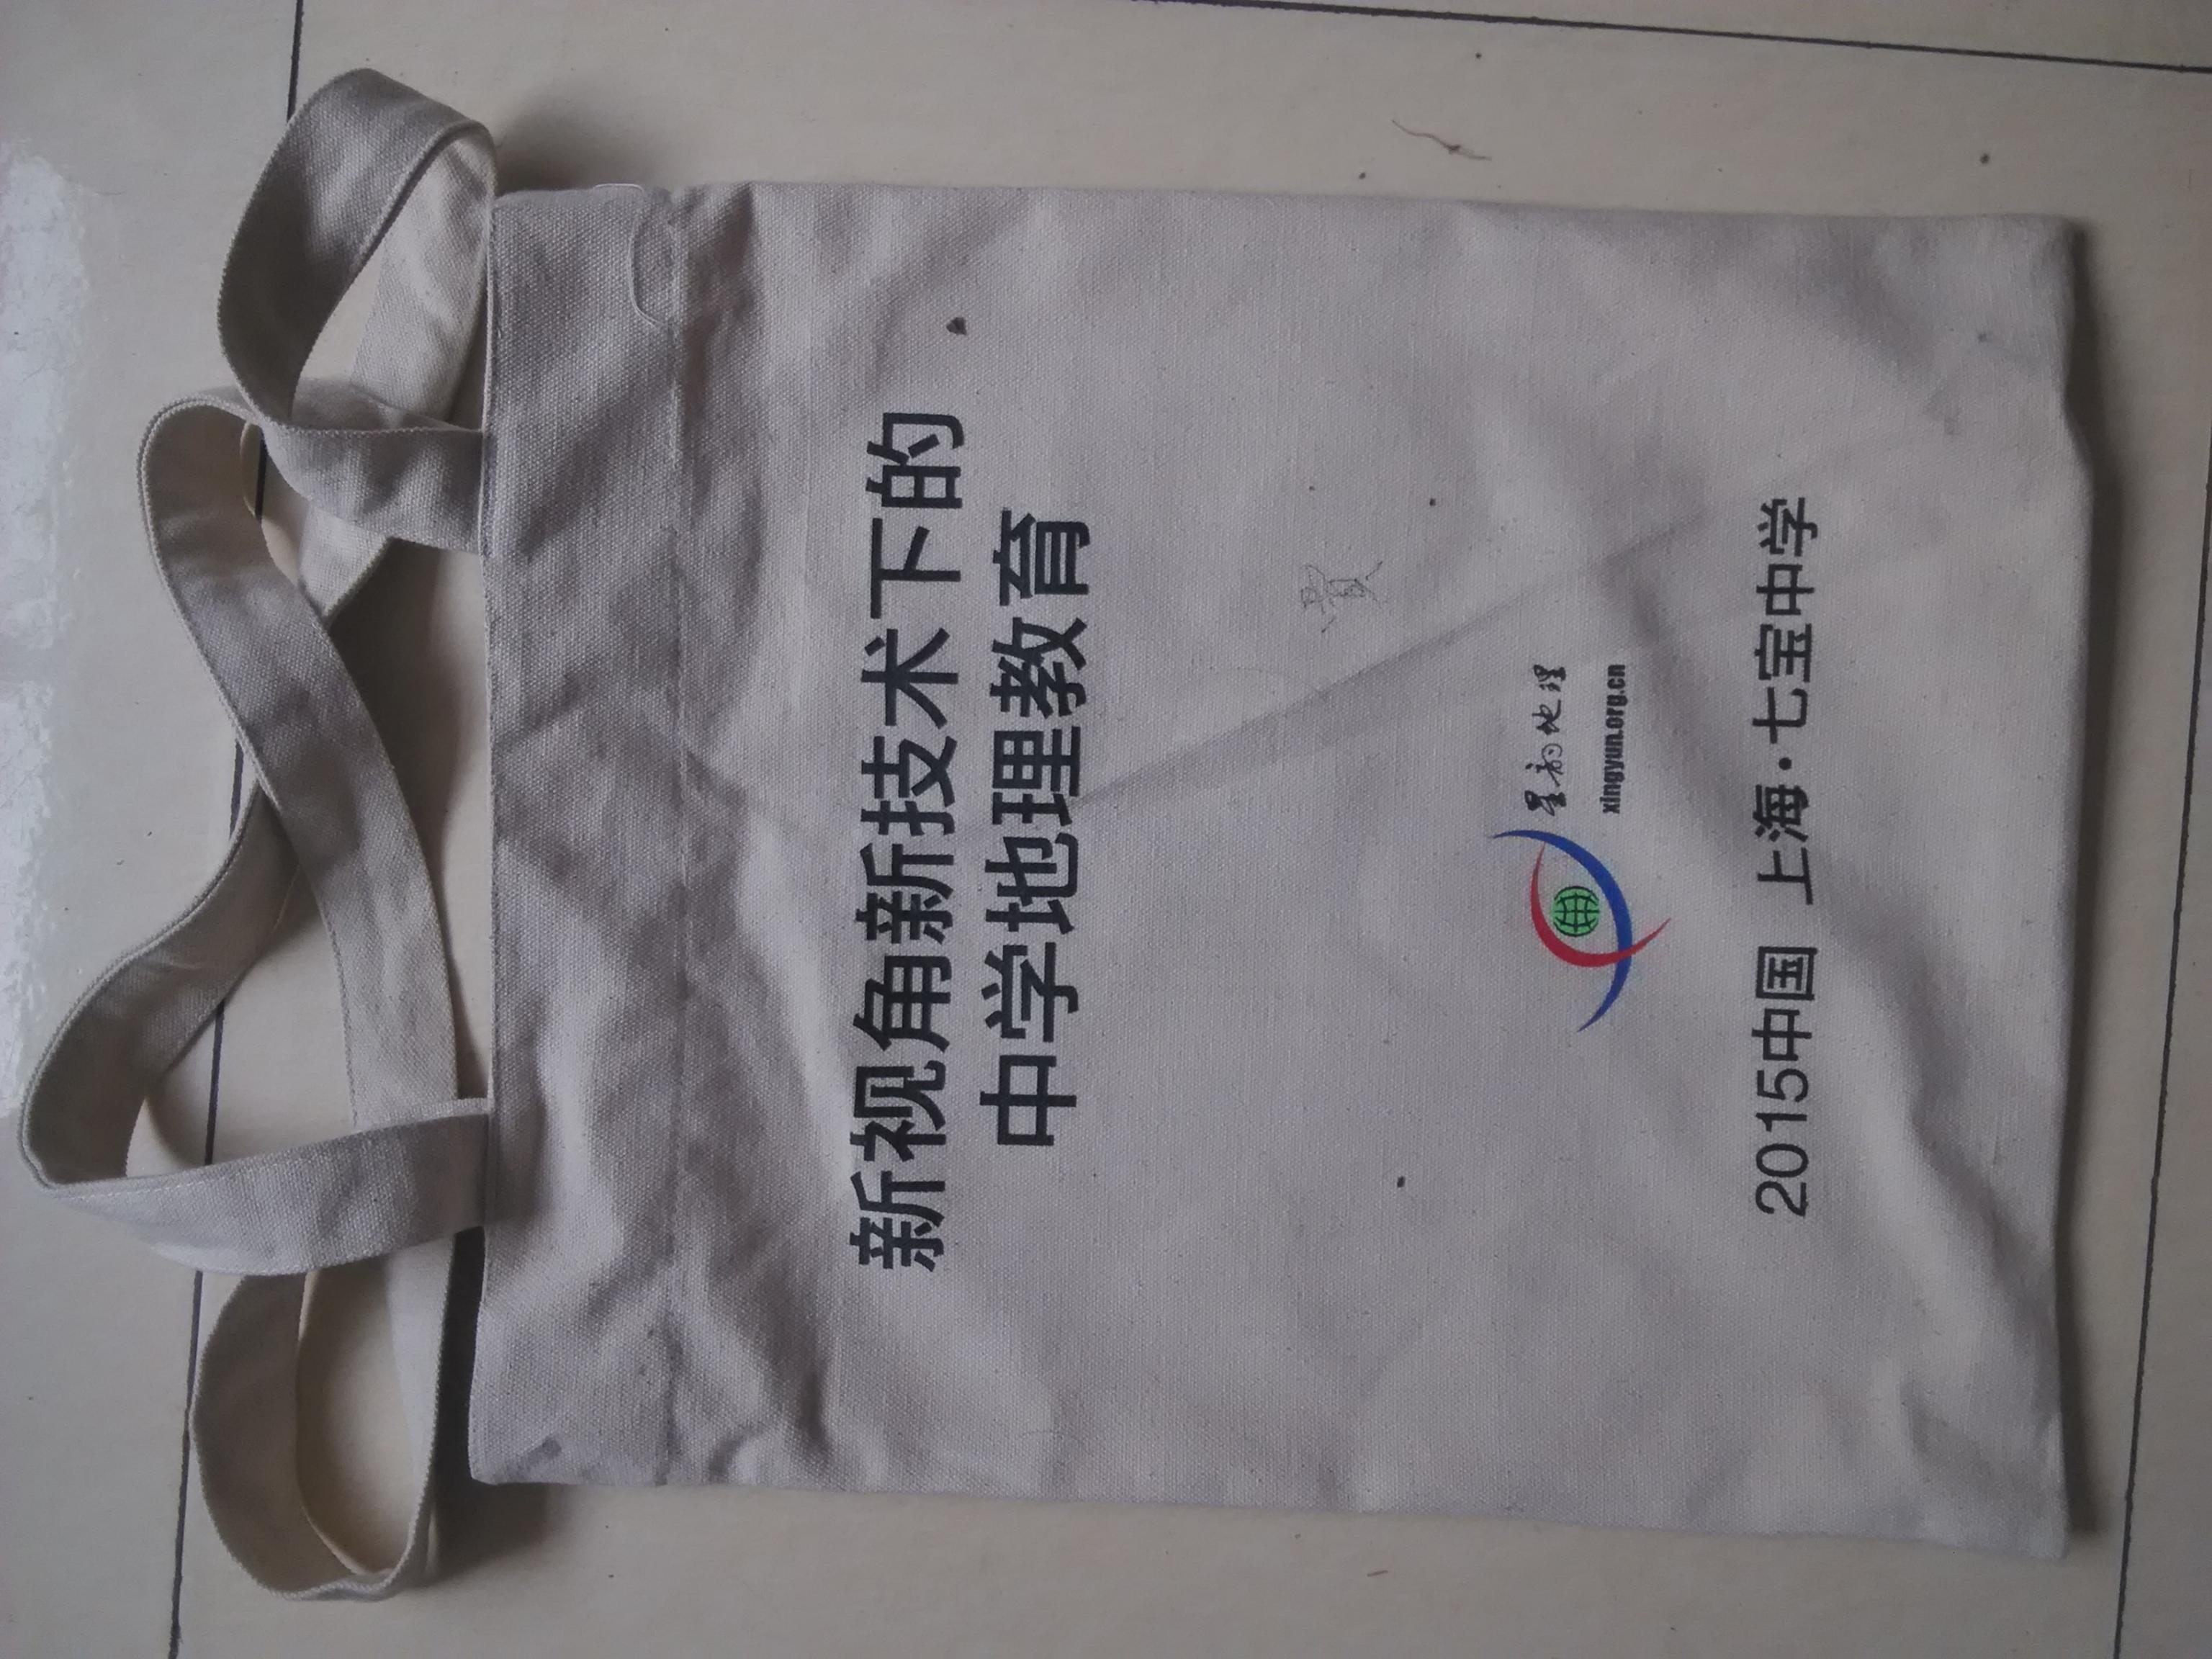 新视角新技术下的
中学地理教育
星韵地理
xingyun.org.cn
2015中国 上海·七宝中学